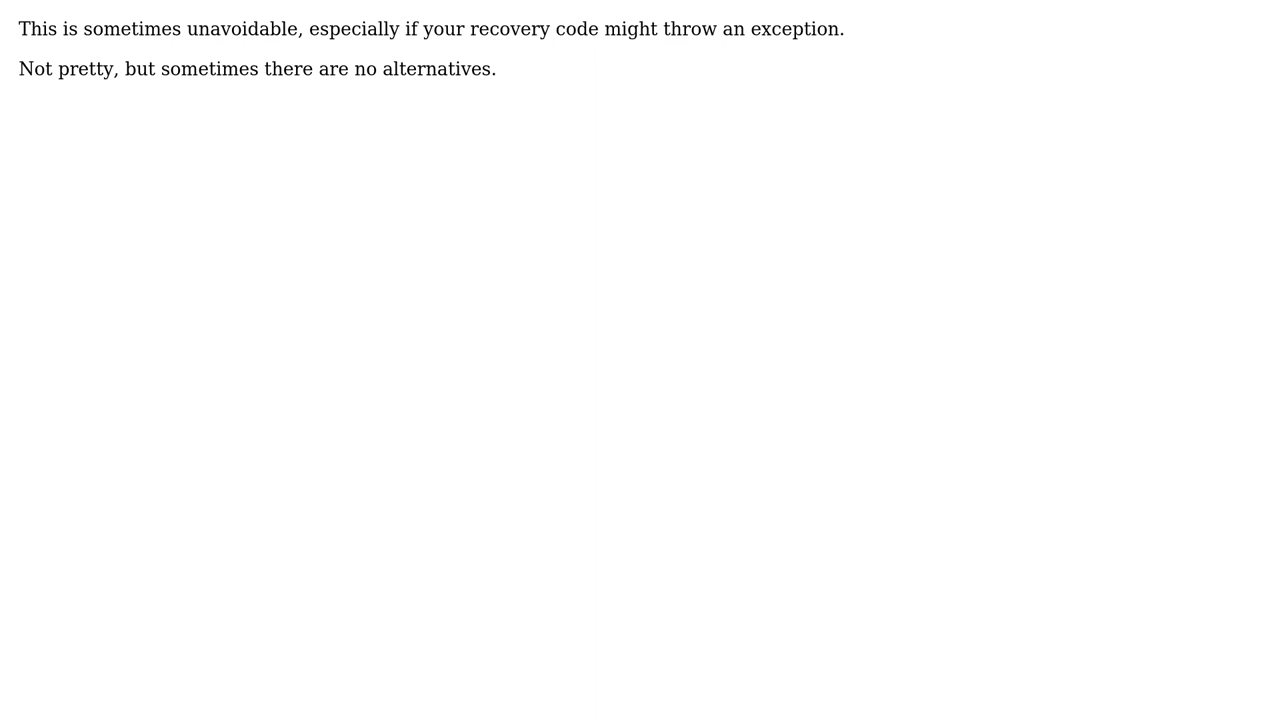 This is sometimes unavoidable, especially if your recovery code might throw an exception.
Not pretty, but sometimes there are no alternatives.